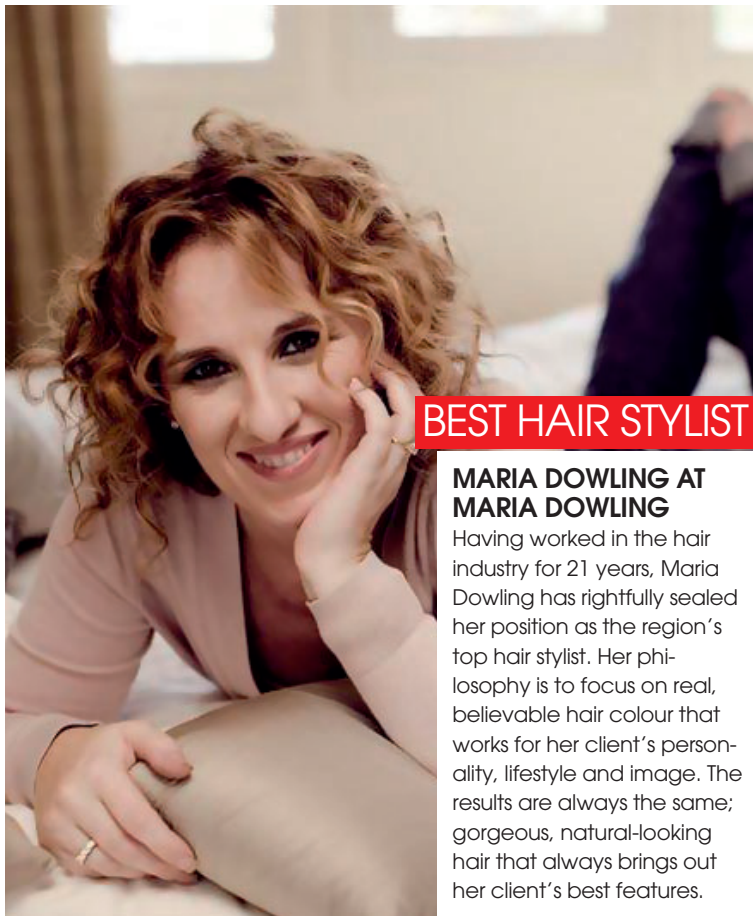 BEST HAIR STYLIST
MARIA DOWLING AT
MARIA DOWLING
Having worked in the hair
industry for 21 years, Maria
Dowling has rightfully sealed
her position as the region’s
top hair stylist. Her phi-
losophy is to focus on real,
believable hair colour that
works for her client’s person-
ality, lifestyle and image. The
results are always the same;
gorgeous, natural-looking
hair that always brings out
her client’s best features.